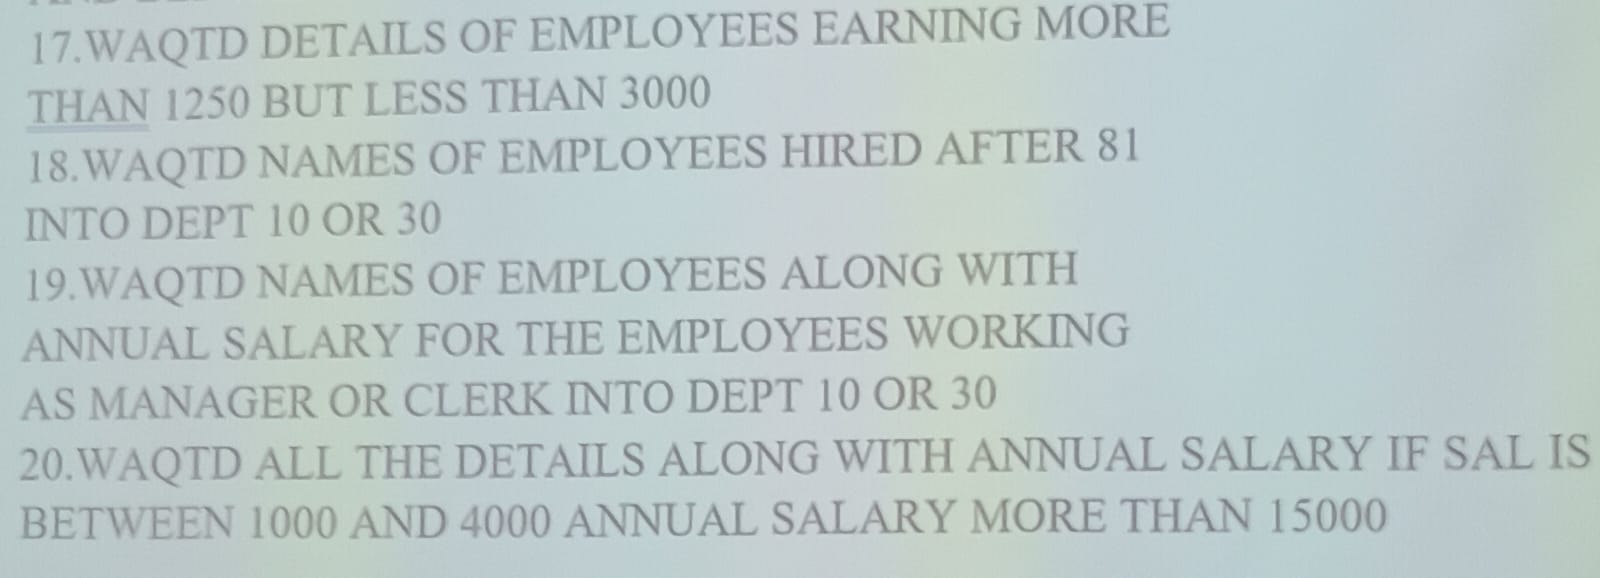 17.WAQTD DETAILS OF EMPLOYEES EARNING MORE
THAN 1250 BUT LESS THAN 3000
18.WAQTD NAMES OF EMPLOYEES HIRED AFTER 81
INTO DEPT 10 OR 30
19.WAQTD NAMES OF EMPLOYEES ALONG WITH
ANNUAL SALARY FOR THE EMPLOYEES WORKING
AS MANAGER OR CLERK INTO DEPT 10 OR 30
20.WAQTD ALL THE DETAILS ALONG WITH ANNUAL SALARY IF SAL IS
BETWEEN 1000 AND 4000 ANNUAL SALARY MORE THAN 15000